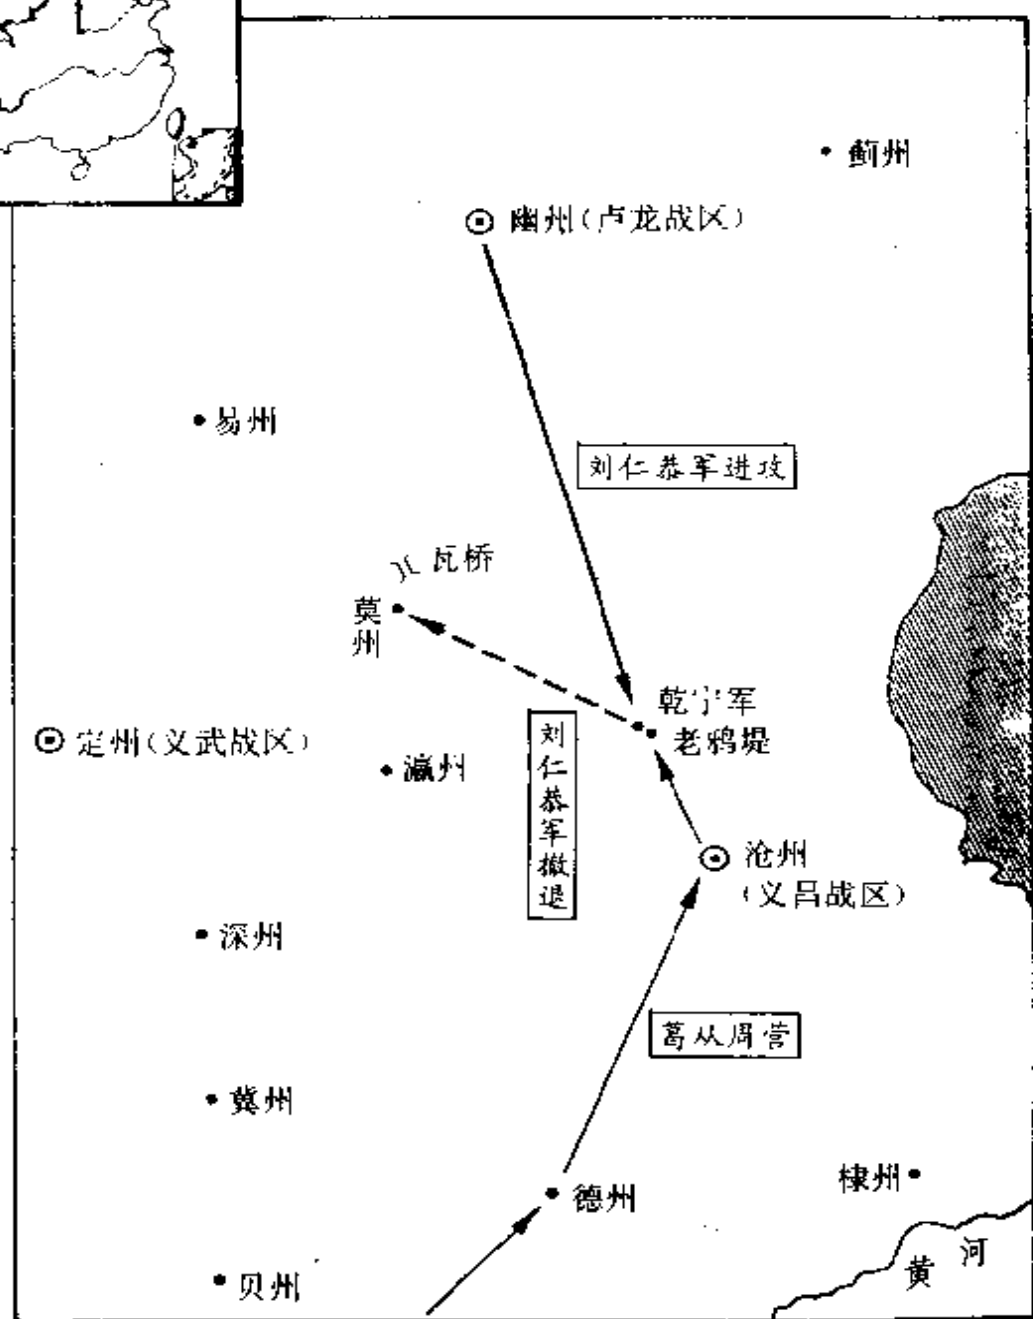 蓟州
幽州(卢龙战区)
易州
刘仁恭军进攻
瓦桥
莫州
乾宁军
老鸦堤
刘仁恭军撤退
定州(义武战区)
瀛州
沧州
(义昌战区)
深州
葛从周营
冀州
棣州
德州
黄河
贝州